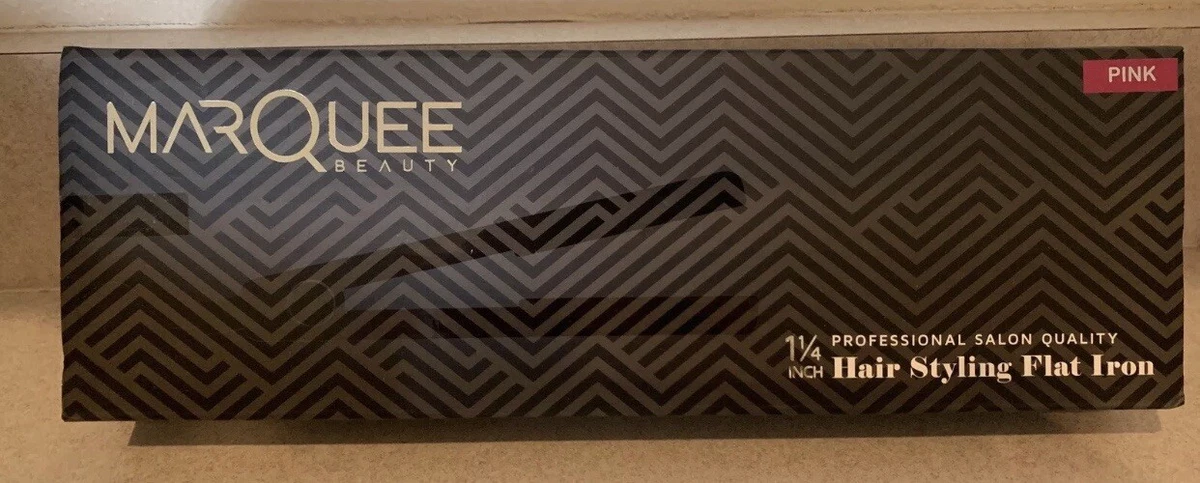 PINK
MARQUEE
BEAUTY
1¼ INCH
PROFESSIONAL SALON QUALITY
Hair Styling Flat Iron